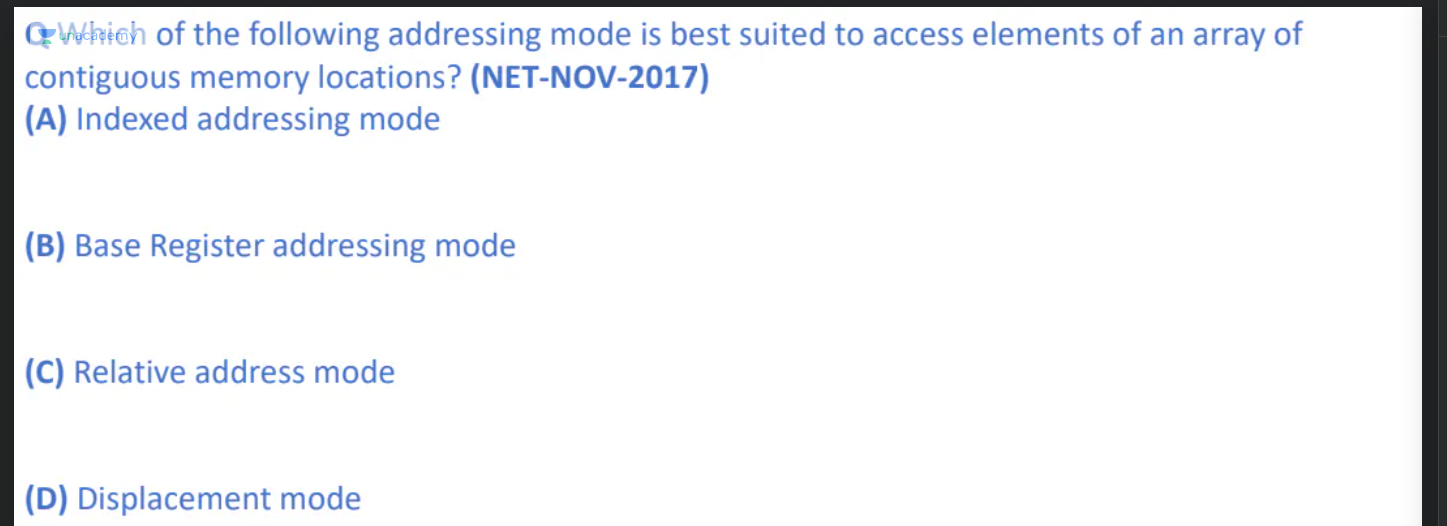 Q Which of the following addressing mode is best suited to access elements of an array of
contiguous memory locations? (NET-NOV-2017)
(A) Indexed addressing mode
(B) Base Register addressing mode
(C) Relative address mode
(D) Displacement mode
unacademy